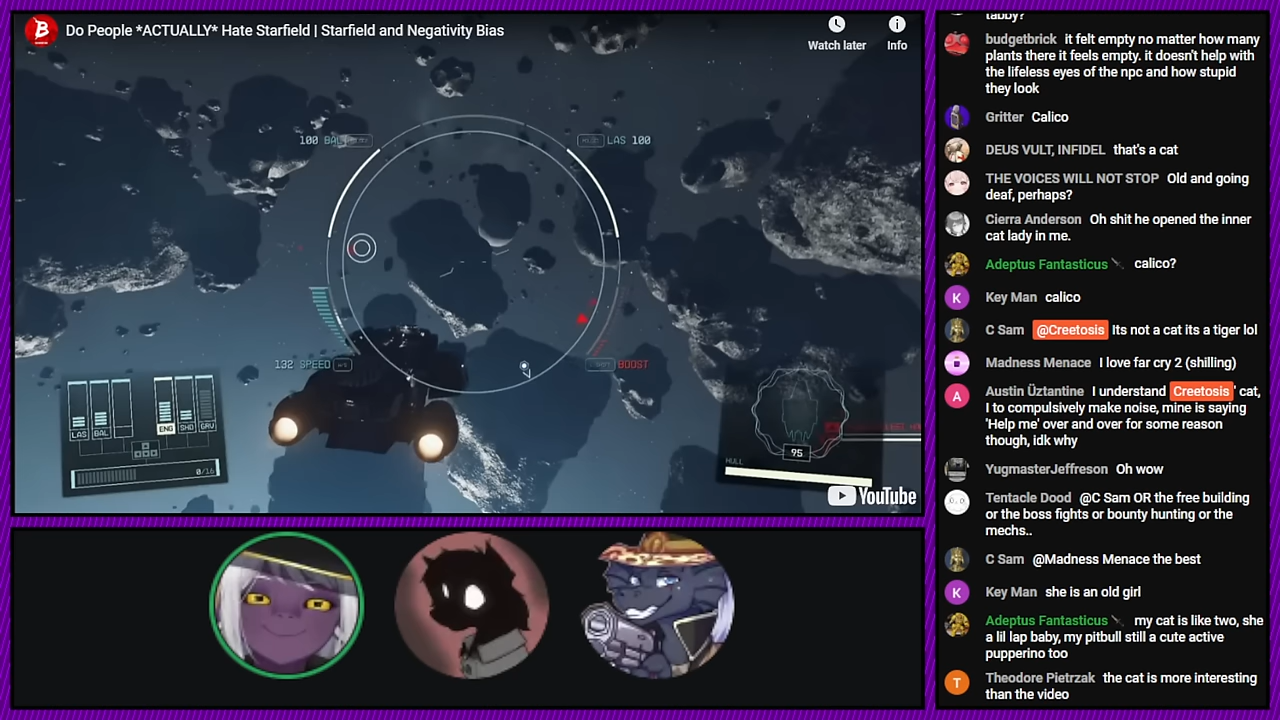 Do People *ACTUALLY* Hate Starfield | Starfield and Negativity Bias
Watch later
Info
100 BAL
LAS 100
132 SPEED
BOOST
LAS
BAL
ENG
SHD
GRV
0/16
95
HULL
YouTube
tabby?
budgetbrick it felt empty no matter how many
plants there it feels empty. it doesn't help with
the lifeless eyes of the npc and how stupid
they look
Gritter Calico
DEUS VULT, INFIDEL that's a cat
THE VOICES WILL NOT STOP Old and going
deaf, perhaps?
Cierra Anderson Oh shit he opened the inner
cat lady in me.
Adeptus Fantasticus calico?
K
Key Man calico
C Sam @Creetosis Its not a cat its a tiger lol
Madness Menace I love far cry 2 (shilling)
A
Austin Üztantine I understand Creetosis' cat,
I to compulsively make noise, mine is saying
'Help me' over and over for some reason
though, idk why
YugmasterJeffreson Oh wow
Tentacle Dood @C Sam OR the free building
or the boss fights or bounty hunting or the
mechs..
C Sam @Madness Menace the best
K
Key Man she is an old girl
Adeptus Fantasticus my cat is like two, she
a lil lap baby, my pitbull still a cute active
pupperino too
T
Theodore Pietrzak the cat is more interesting
than the video